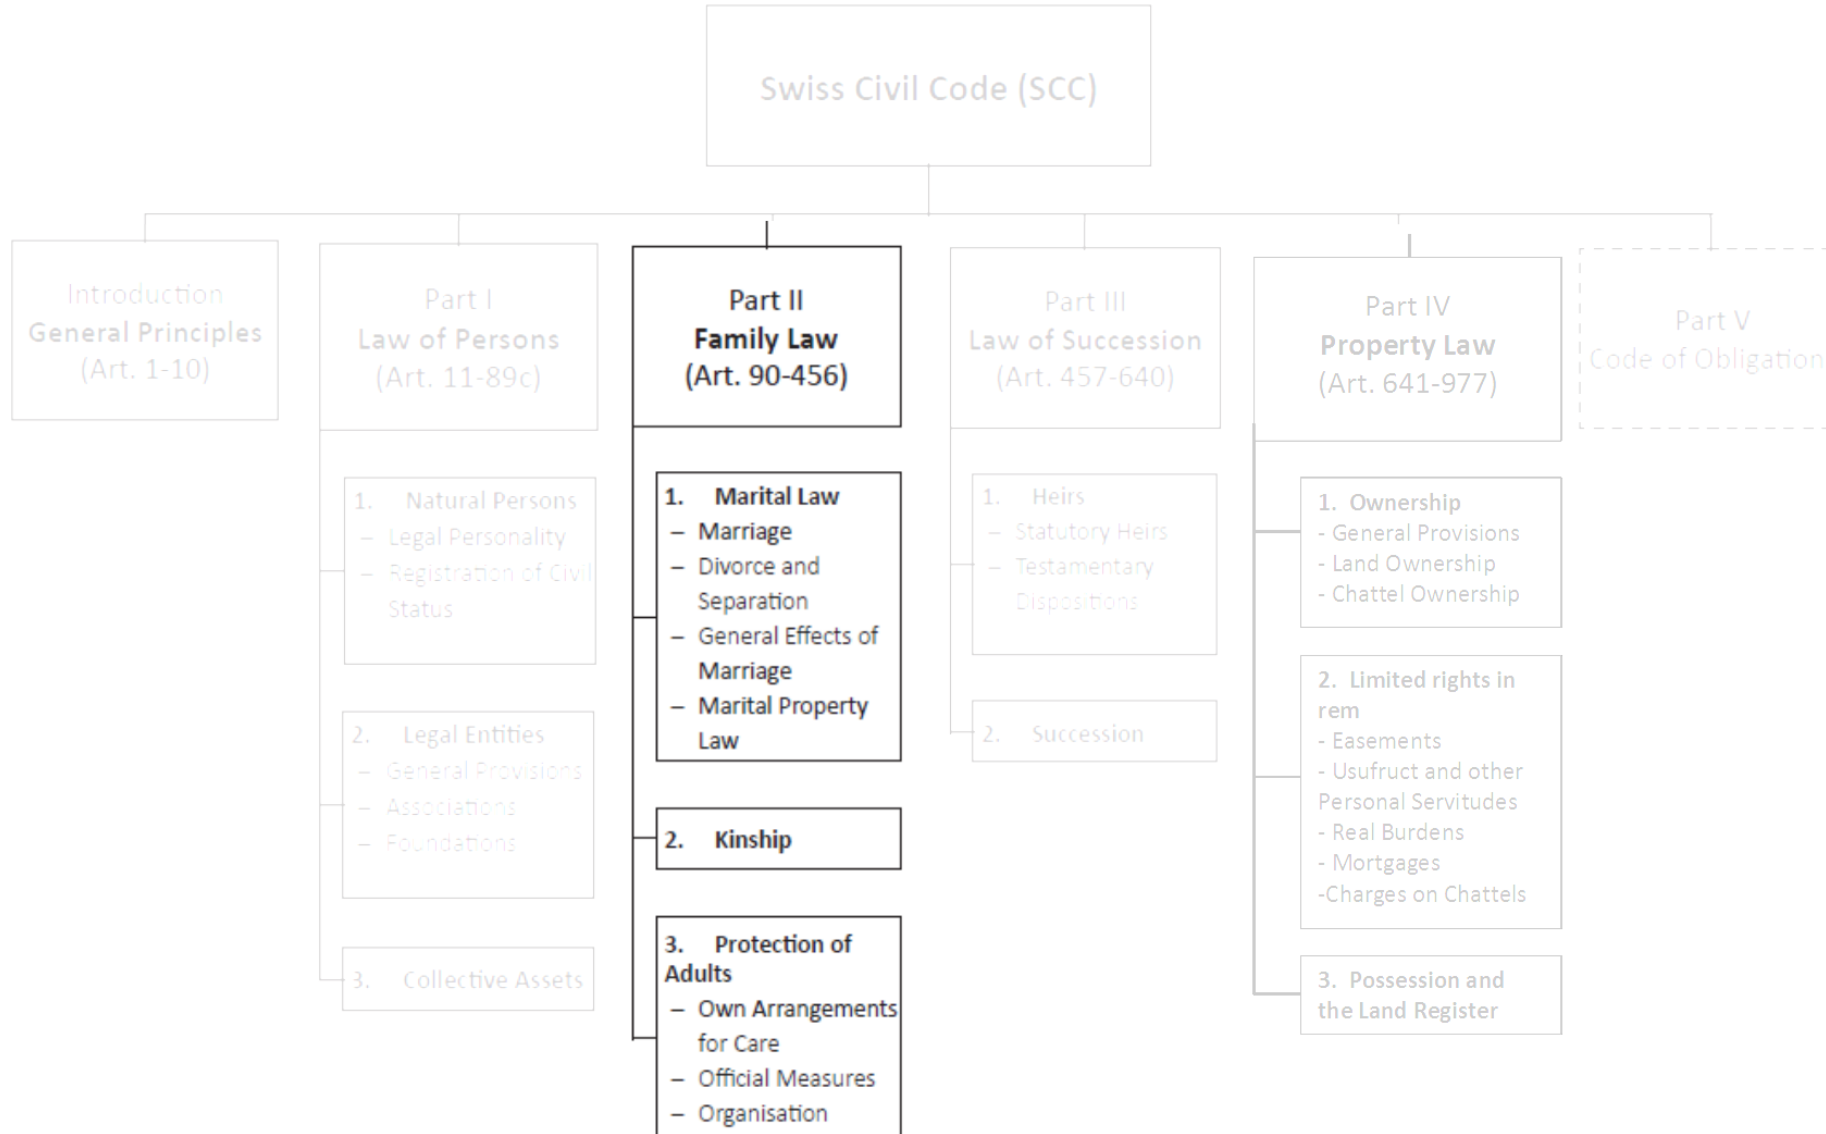 Swiss Civil Code (SCC)
Introduction
General Principles
(Art. 1-10)
Part I
Law of Persons
(Art. 11-89c)
1. Natural Persons
– Legal Personality
– Registration of Civil
Status
2. Legal Entities
– General Provisions
– Associations
– Foundations
3. Collective Assets
Part II
Family Law
(Art. 90-456)
1. Marital Law
– Marriage
– Divorce and
Separation
– General Effects of
Marriage
– Marital Property
Law
2. Kinship
3. Protection of
Adults
– Own Arrangements
for Care
– Official Measures
– Organisation
Part III
Law of Succession
(Art. 457-640)
1. Heirs
– Statutory Heirs
– Testamentary
Dispositions
2. Succession
Part IV
Property Law
(Art. 641-977)
1. Ownership
- General Provisions
- Land Ownership
- Chattel Ownership
2. Limited rights in
rem
- Easements
- Usufruct and other
Personal Servitudes
- Real Burdens
- Mortgages
-Charges on Chattels
3. Possession and
the Land Register
Part V
Code of Obligation